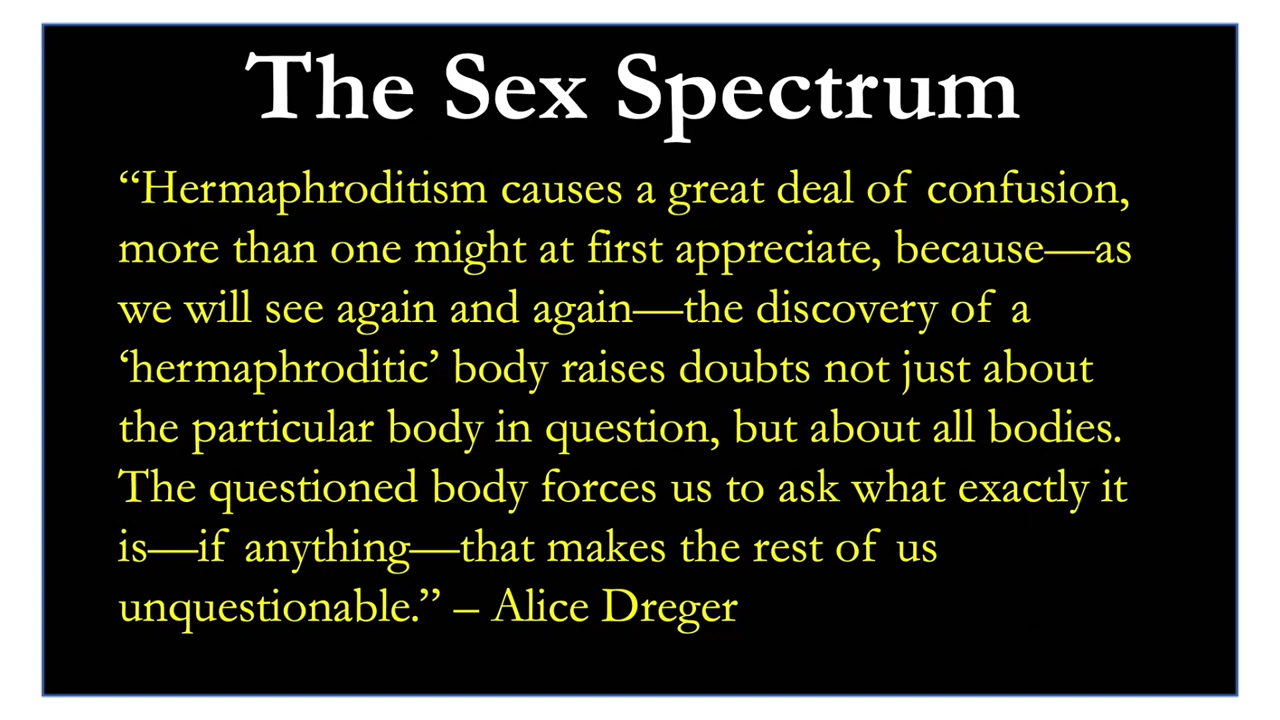 The Sex Spectrum
“Hermaphroditism causes a great deal of confusion,
more than one might at first appreciate, because—as
we will see again and again—the discovery of a
‘hermaphroditic’ body raises doubts not just about
the particular body in question, but about all bodies.
The questioned body forces us to ask what exactly it
is—if anything—that makes the rest of us
unquestionable.” – Alice Dreger